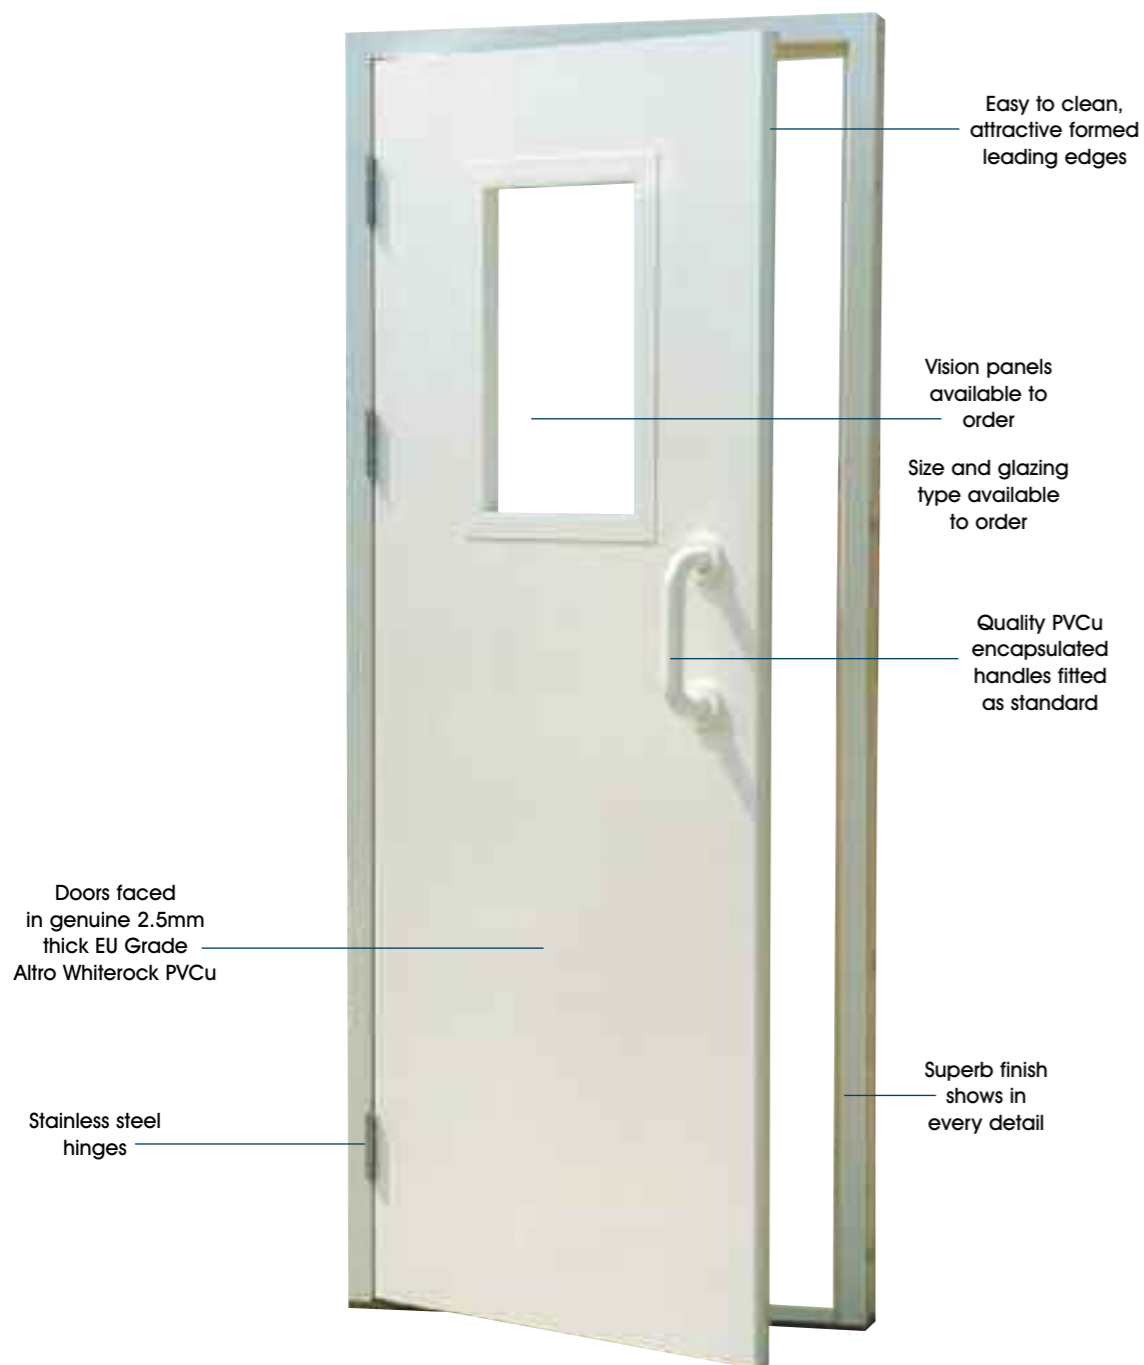 Easy to clean,
attractive formed
leading edges
Vision panels
available to
order
Size and glazing
type available
to order
Quality PVCu
encapsulated
handles fitted
as standard
Doors faced
in genuine 2.5mm
thick EU Grade
Altro Whiterock PVCu
Superb finish
shows in
every detail
Stainless steel
hinges